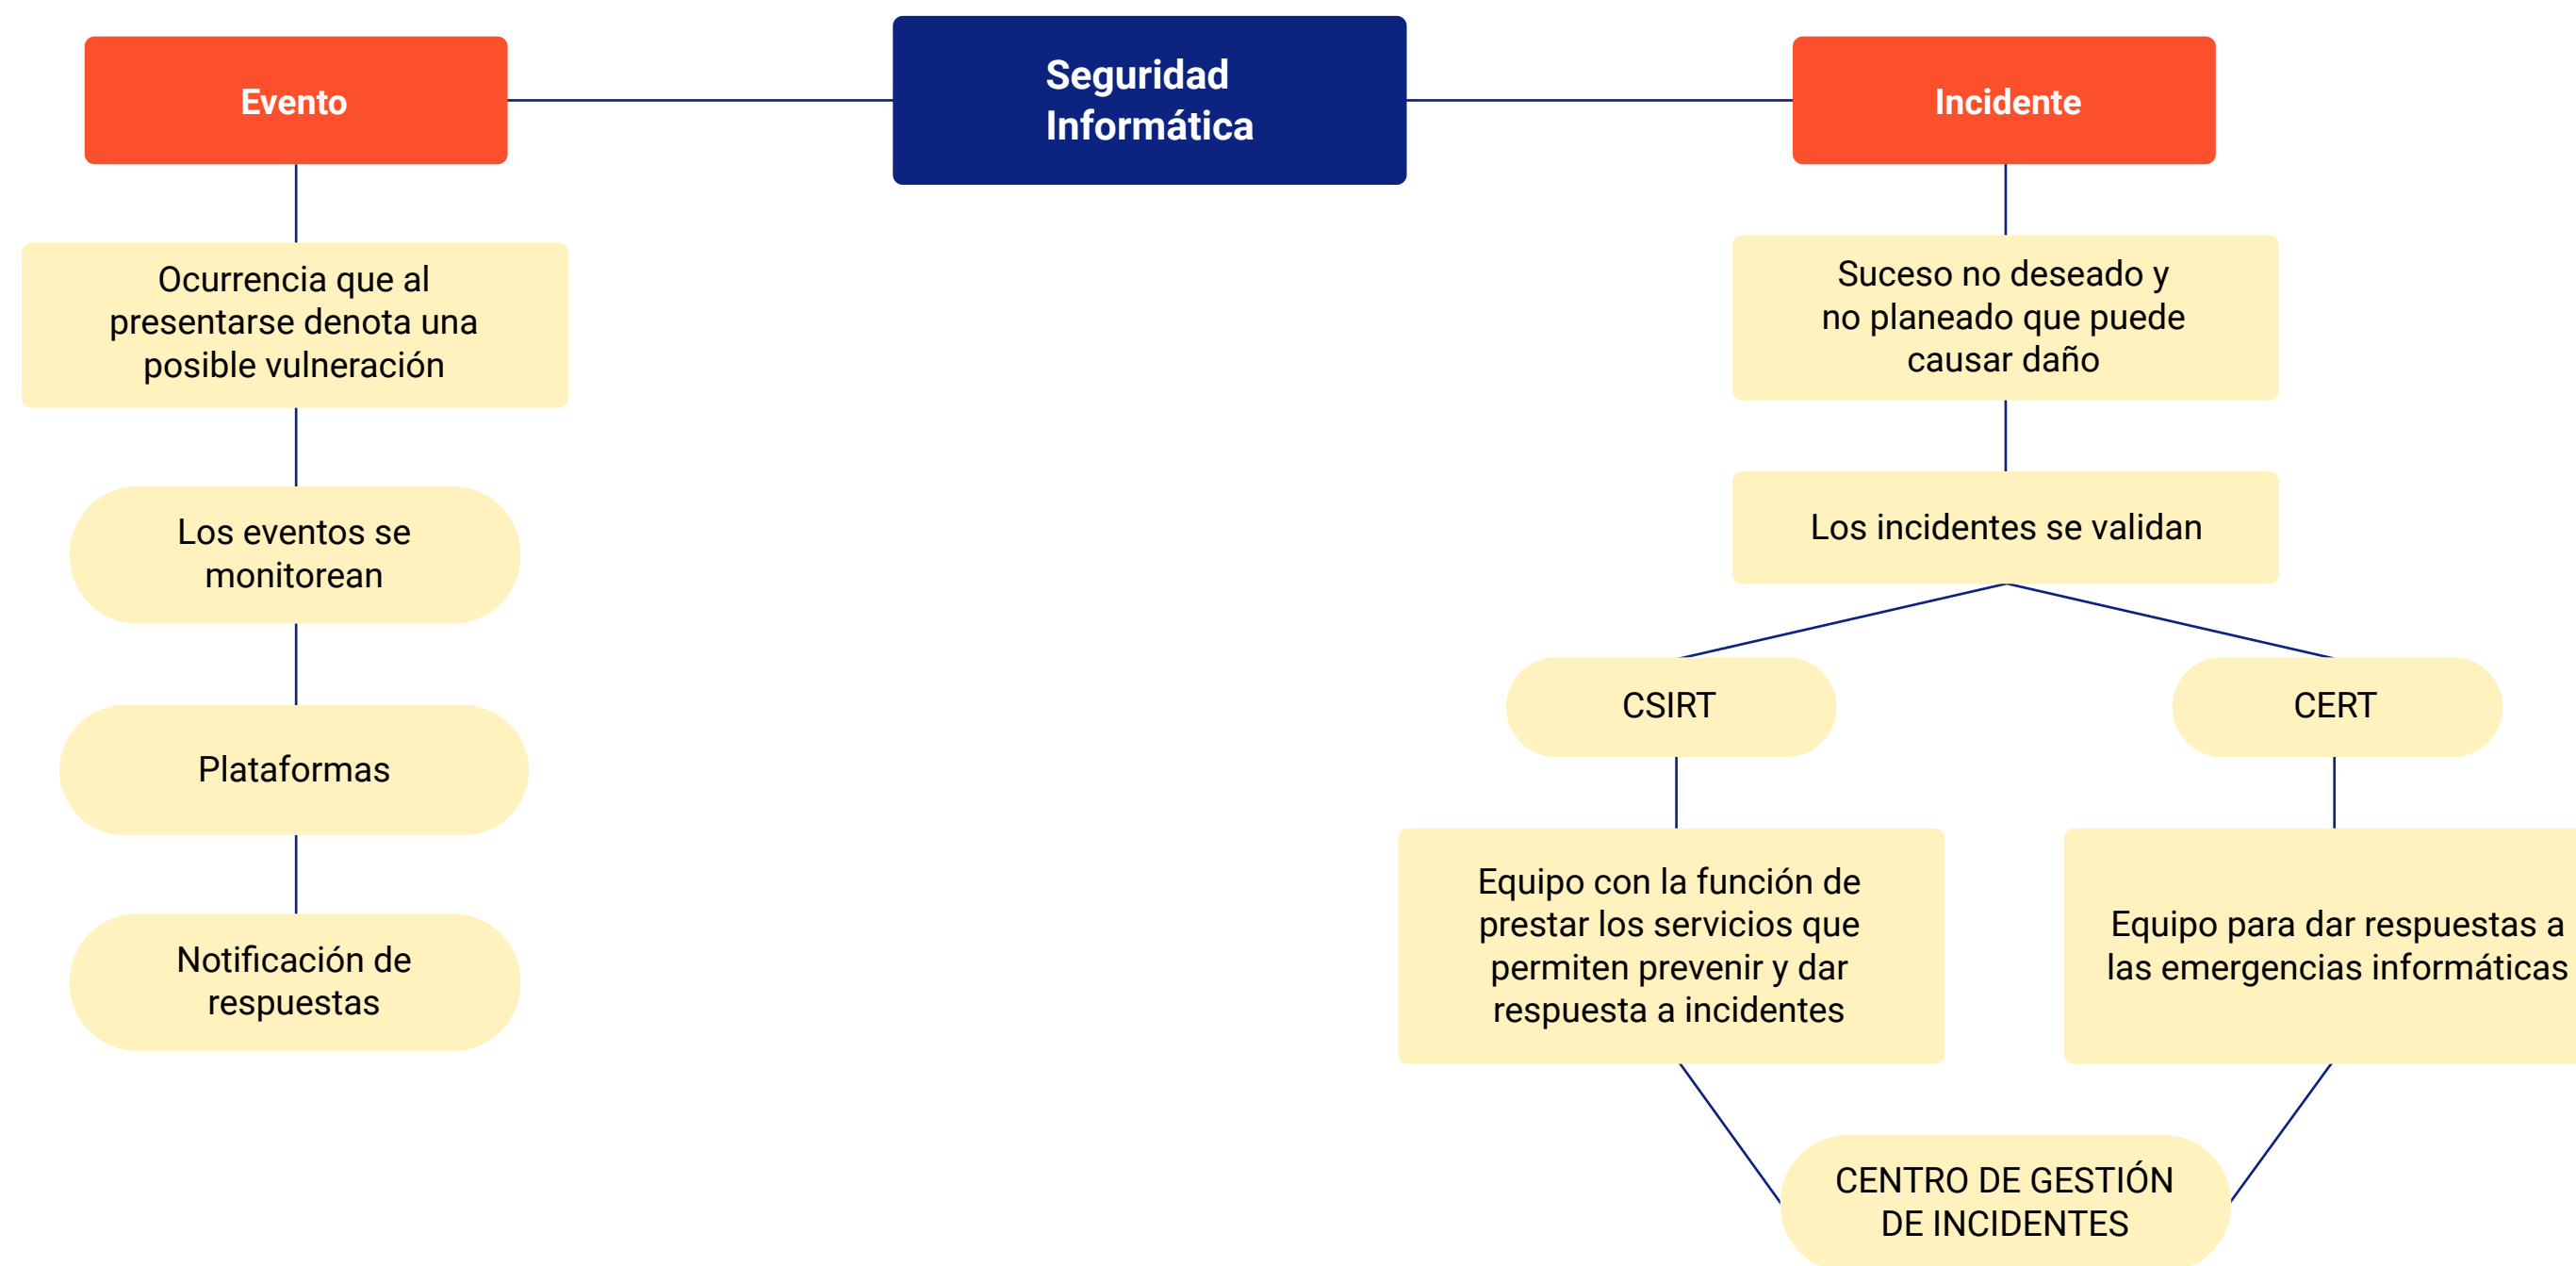 Seguridad
Informática
Evento
Ocurrencia que al
presentarse denota una
posible vulneración
Los eventos se
monitorean
Plataformas
Notificación de
respuestas
Incidente
Suceso no deseado y
no planeado que puede
causar daño
Los incidentes se validan
CSIRT
Equipo con la función de
prestar los servicios que
permiten prevenir y dar
respuesta a incidentes
CERT
Equipo para dar respuestas a
las emergencias informáticas
CENTRO DE GESTIÓN
DE INCIDENTES